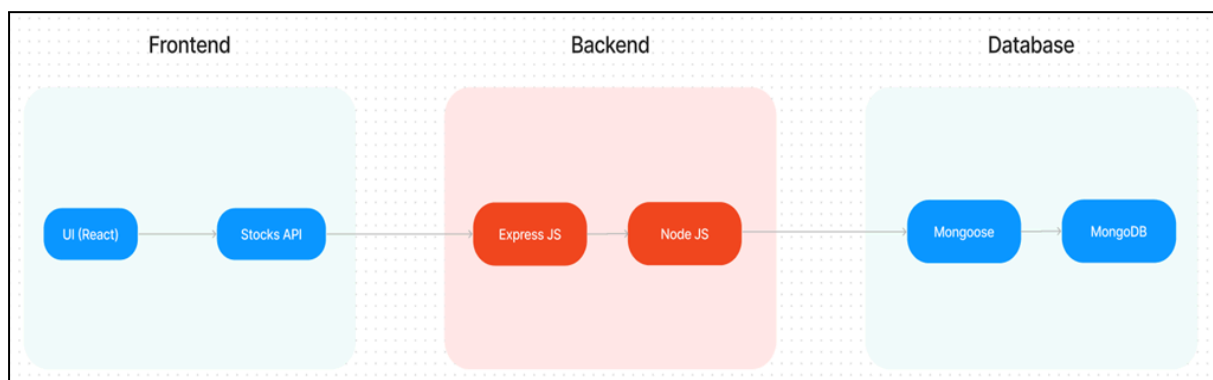 Frontend
Backend
Database
UI (React)
Stocks API
Express JS
Node JS
Mongoose
MongoDB